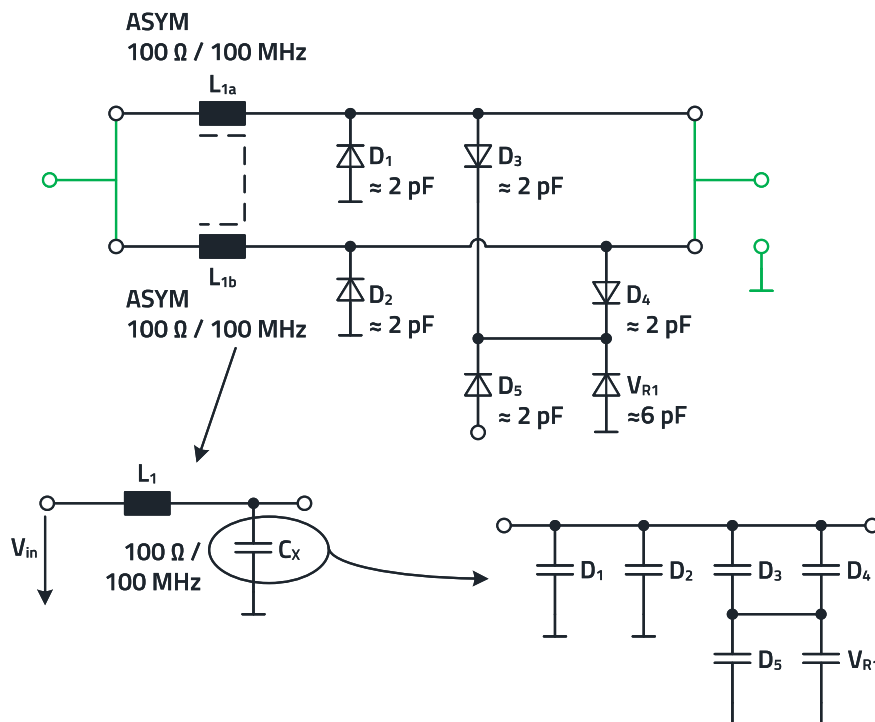 ASYM
100 Ω / 100 MHz
L1a
D1
≈ 2 pF
D3
≈ 2 pF
L1b
ASYM
100 Ω / 100 MHz
D2
≈ 2 pF
D4
≈ 2 pF
D5
≈ 2 pF
VR1
≈6 pF
L1
Vin
100 Ω /
100 MHz
CX
D1
D2
D3
D4
D5
VR1